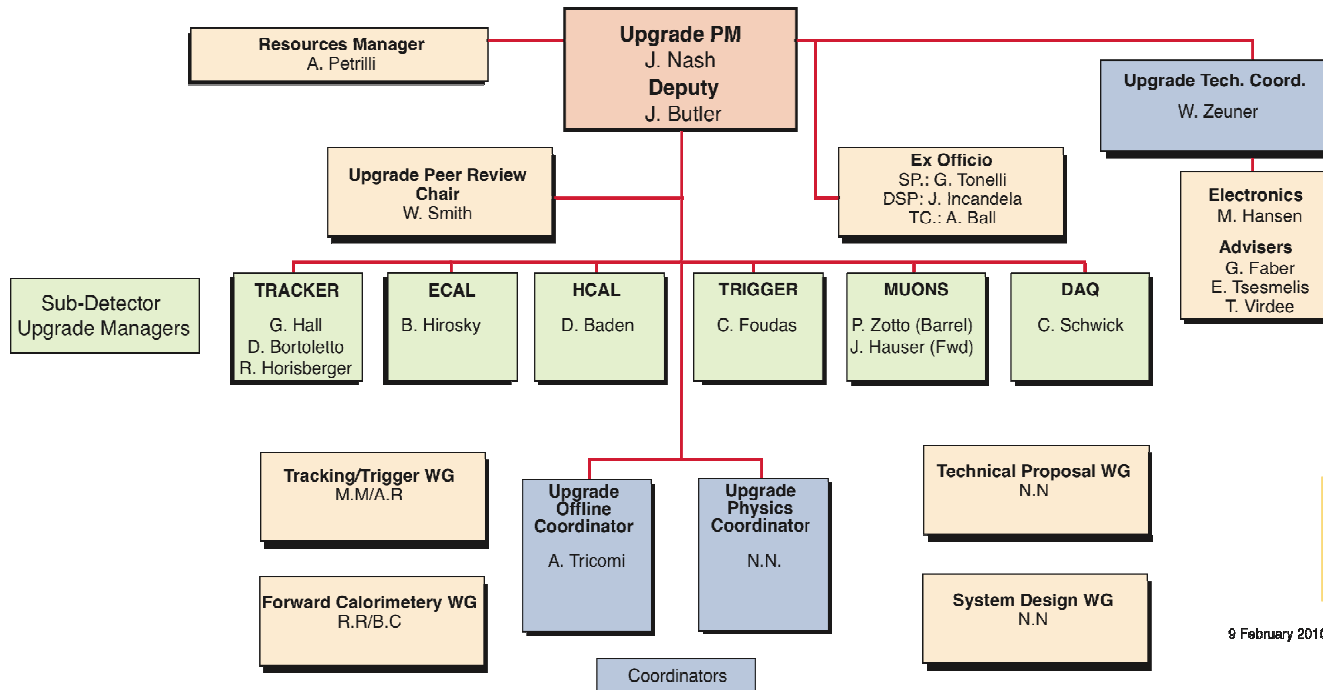 Upgrade PM
J. Nash
Deputy
J. Butler
Resources Manager
A. Petrilli
Upgrade Tech. Coord.
W. Zeuner
Upgrade Peer Review
Chair
W. Smith
Ex Officio
SP.: G. Tonelli
DSP: J. Incandela
TC.: A. Ball
Electronics
M. Hansen
Advisers
G. Faber
E. Tsesmelis
T. Virdee
Sub-Detector
Upgrade Managers
TRACKER
G. Hall
D. Bortoletto
R. Horisberger
ECAL
B. Hirosky
HCAL
D. Baden
TRIGGER
C. Foudas
MUONS
P. Zotto (Barrel)
J. Hauser (Fwd)
DAQ
C. Schwick
Tracking/Trigger WG
M.M/A.R
Upgrade
Offline
Coordinator
A. Tricomi
Upgrade
Physics
Coordinator
N.N.
Technical Proposal WG
N.N
Forward Calorimetery WG
R.R/B.C
System Design WG
N.N
9 February 2010
Coordinators